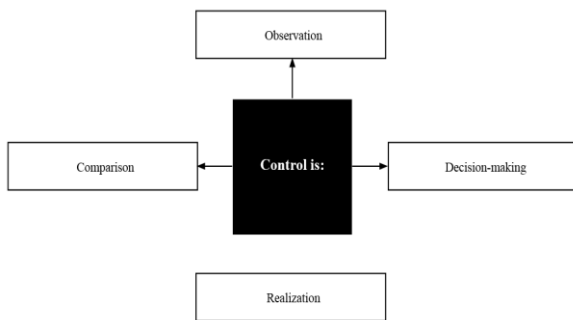 Observation
Comparison
Control is:
Decision-making
Realization